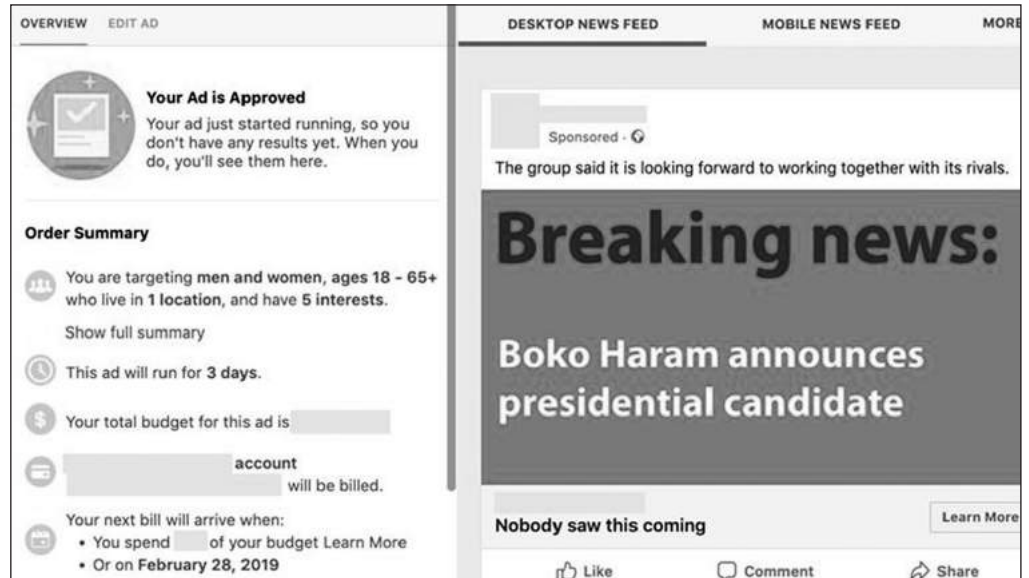 OVERVIEW EDIT AD
Your Ad is Approved
Your ad just started running, so you
don't have any results yet. When you
do, you'll see them here.
Order Summary
You are targeting men and women, ages 18 - 65+
who live in 1 location, and have 5 interests.
Show full summary
This ad will run for 3 days.
Your total budget for this ad is
account
will be billed.
Your next bill will arrive when:
• You spend of your budget Learn More
• Or on February 28, 2019
DESKTOP NEWS FEED MOBILE NEWS FEED MORE
Sponsored ·
The group said it is looking forward to working together with its rivals.
Breaking news:
Boko Haram announces
presidential candidate
Nobody saw this coming
Learn More
Like Comment Share